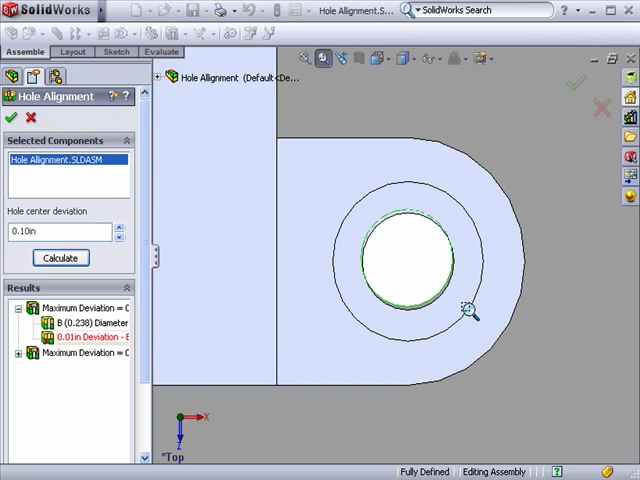 SolidWorks
Hole Alignment.S...
SolidWorks Search
?
Assemble
Layout
Sketch
Evaluate
Hole Allignment (Default<De...
Hole Alignment
? ?
Selected Components
Hole Allignment.SLDASM
Hole center deviation
0.10in
Calculate
Results
Maximum Deviation = 0
B (0.238) Diameter
0.01in Deviation - B
Maximum Deviation = 0
X
Z
*Top
Fully Defined
Editing Assembly
?